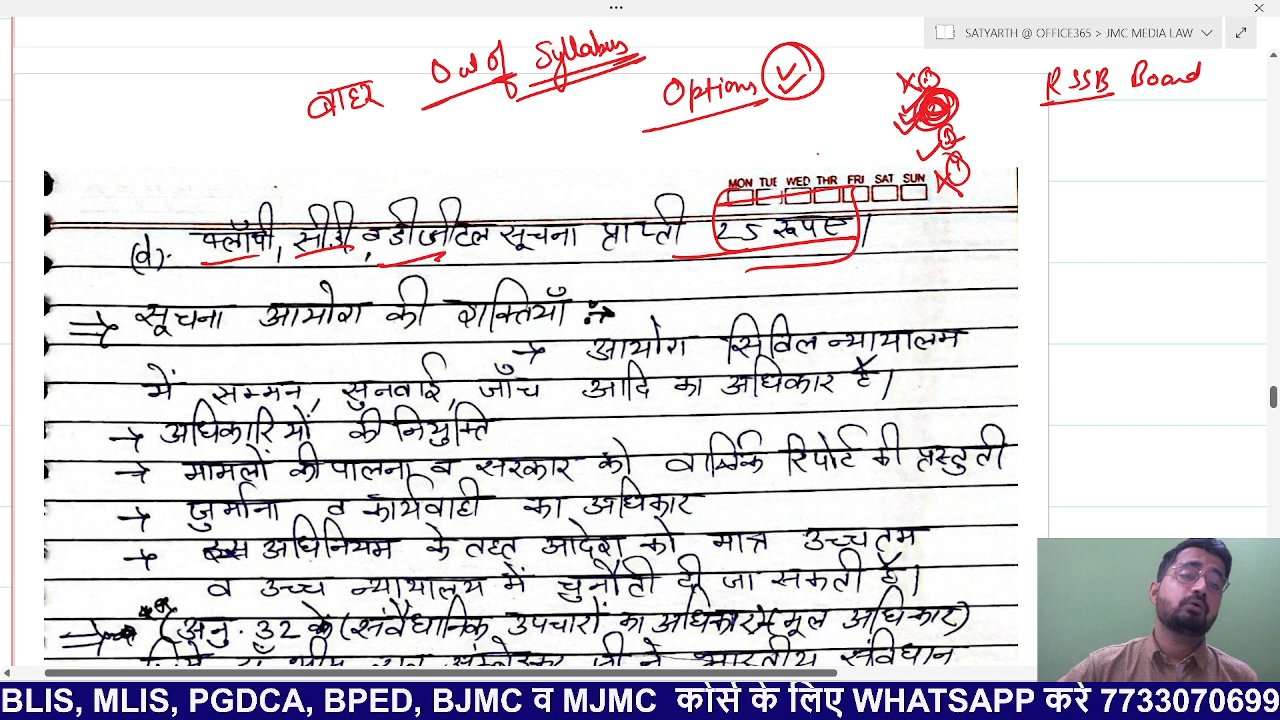 SATYARTH @ OFFICE365 > JMC MEDIA LAW
बाहर Out of Syllabus
Options
RSSB Board
MON TUE WED THR FRI SAT SUN
(d). फ्लॉपी, सी.डी, व डीजीटल सूचना प्राप्ती 25 रूपए।
⇒ सूचना आयोग की शक्तियाँ :→
→ आयोग सिविल न्यायालय
में सम्मन, सुनवाई, जाँच आदि का अधिकार है।
→ अधिकारियों की नियुक्ति
→ मामलों की पालना व सरकार को वार्षिक रिपोर्ट की प्रस्तुती
→ जुर्माना व कार्यवाही का अधिकार
→ इस अधिनियम के तहत आदेश को मात्र उच्चतम
व उच्च न्यायालय में चुनौती दी जा सकती है।
⇒ (अनु. 32 के (संवैधानिक उपचारों का अधिकार में मूल अधिकार)
भारतीय संविधान
BLIS, MLIS, PGDCA, BPED, BJMC व MJMC कोर्स के लिए WHATSAPP करे 7733070699